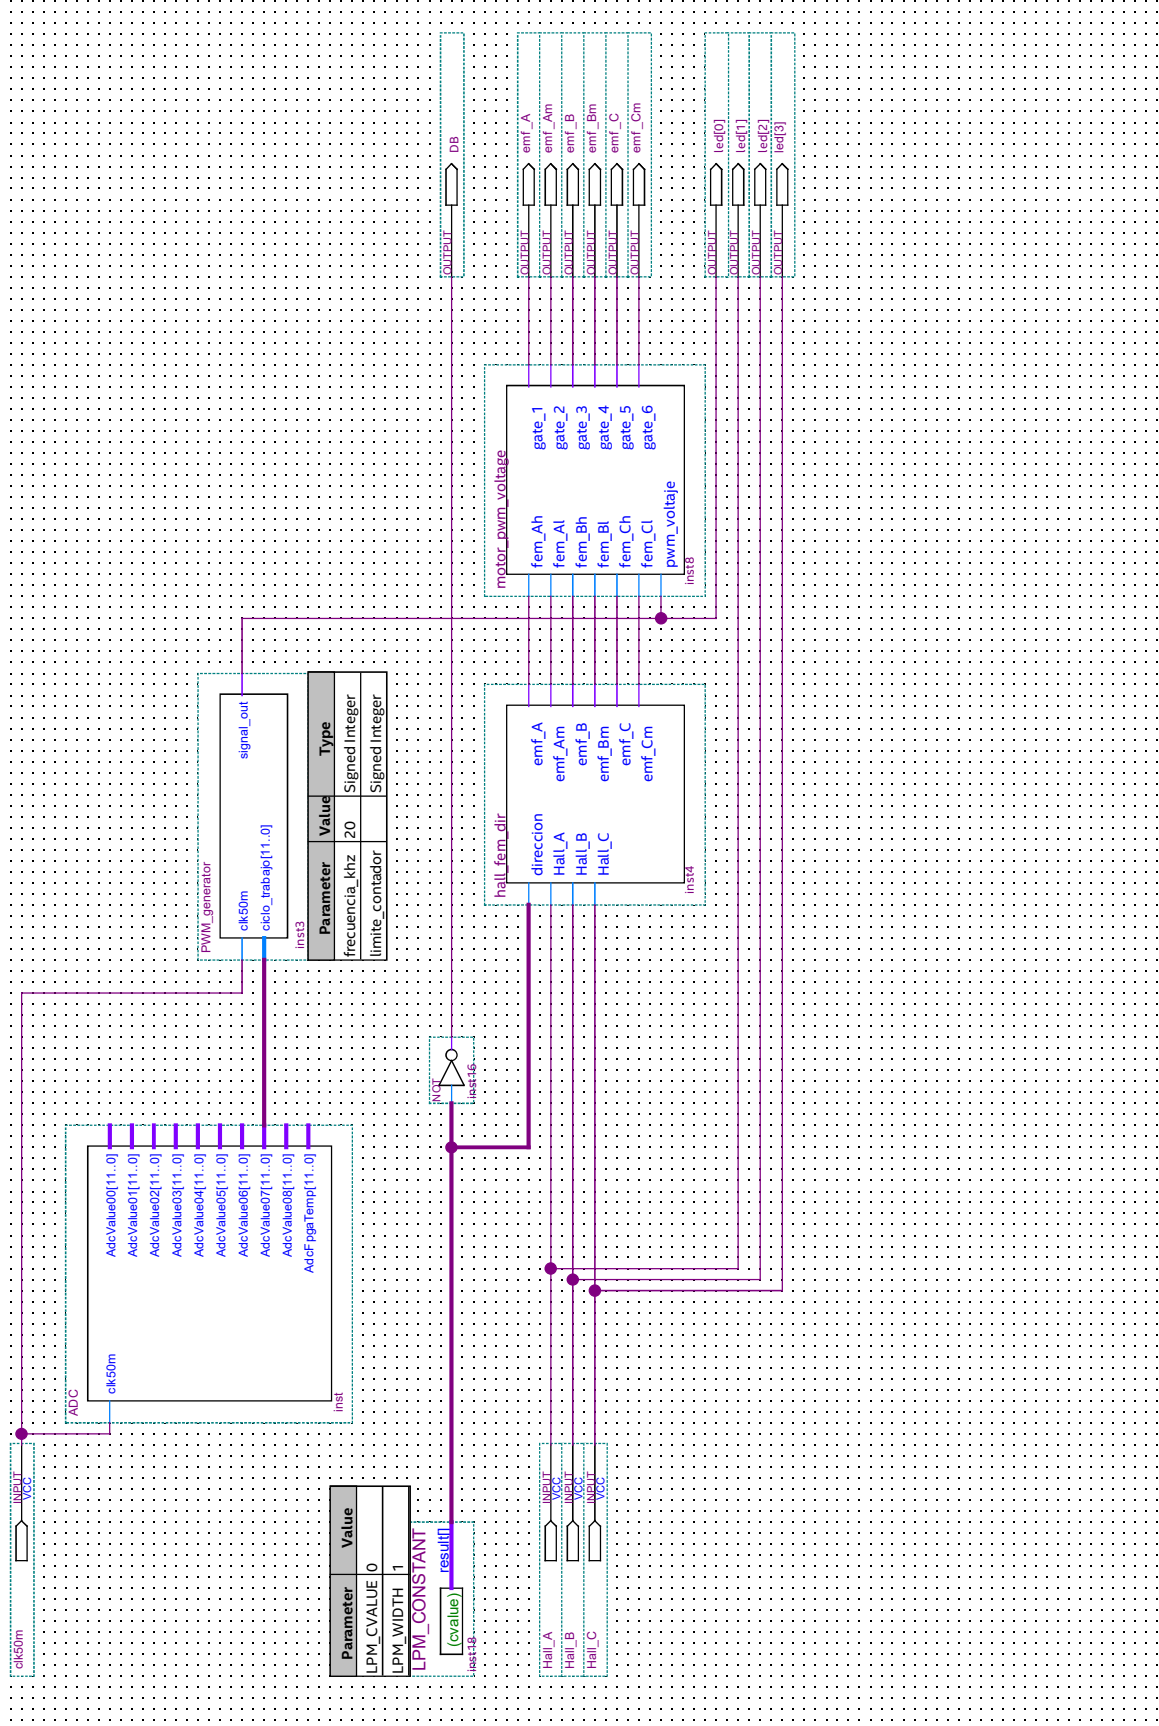 clk50m
INPUT
VCC
ADC
clk50m
AdcValue00[11..0]
AdcValue01[11..0]
AdcValue02[11..0]
AdcValue03[11..0]
AdcValue04[11..0]
AdcValue05[11..0]
AdcValue06[11..0]
AdcValue07[11..0]
AdcValue08[11..0]
AdcFpgaTemp[11..0]
inst
PWM_generator
clk50m
ciclo_trabajo[11..0]
signal_out
inst3
Parameter Value Type
frecuencia_khz 20 Signed Integer
limite_contador Signed Integer
Parameter Value
LPM_CVALUE 0
LPM_WIDTH 1
LPM_CONSTANT
(cvalue)
result[]
inst18
NOT
inst16
OUTPUT
DB
Hall_A
INPUT
VCC
Hall_B
INPUT
VCC
Hall_C
INPUT
VCC
hall_fem_dir
direccion
Hall_A
Hall_B
Hall_C
emf_A
emf_Am
emf_B
emf_Bm
emf_C
emf_Cm
inst4
motor_pwm_voltage
fem_Ah
fem_Al
fem_Bh
fem_Bl
fem_Ch
fem_Cl
pwm_voltaje
gate_1
gate_2
gate_3
gate_4
gate_5
gate_6
inst8
OUTPUT
emf_A
OUTPUT
emf_Am
OUTPUT
emf_B
OUTPUT
emf_Bm
OUTPUT
emf_C
OUTPUT
emf_Cm
OUTPUT
led[0]
OUTPUT
led[1]
OUTPUT
led[2]
OUTPUT
led[3]